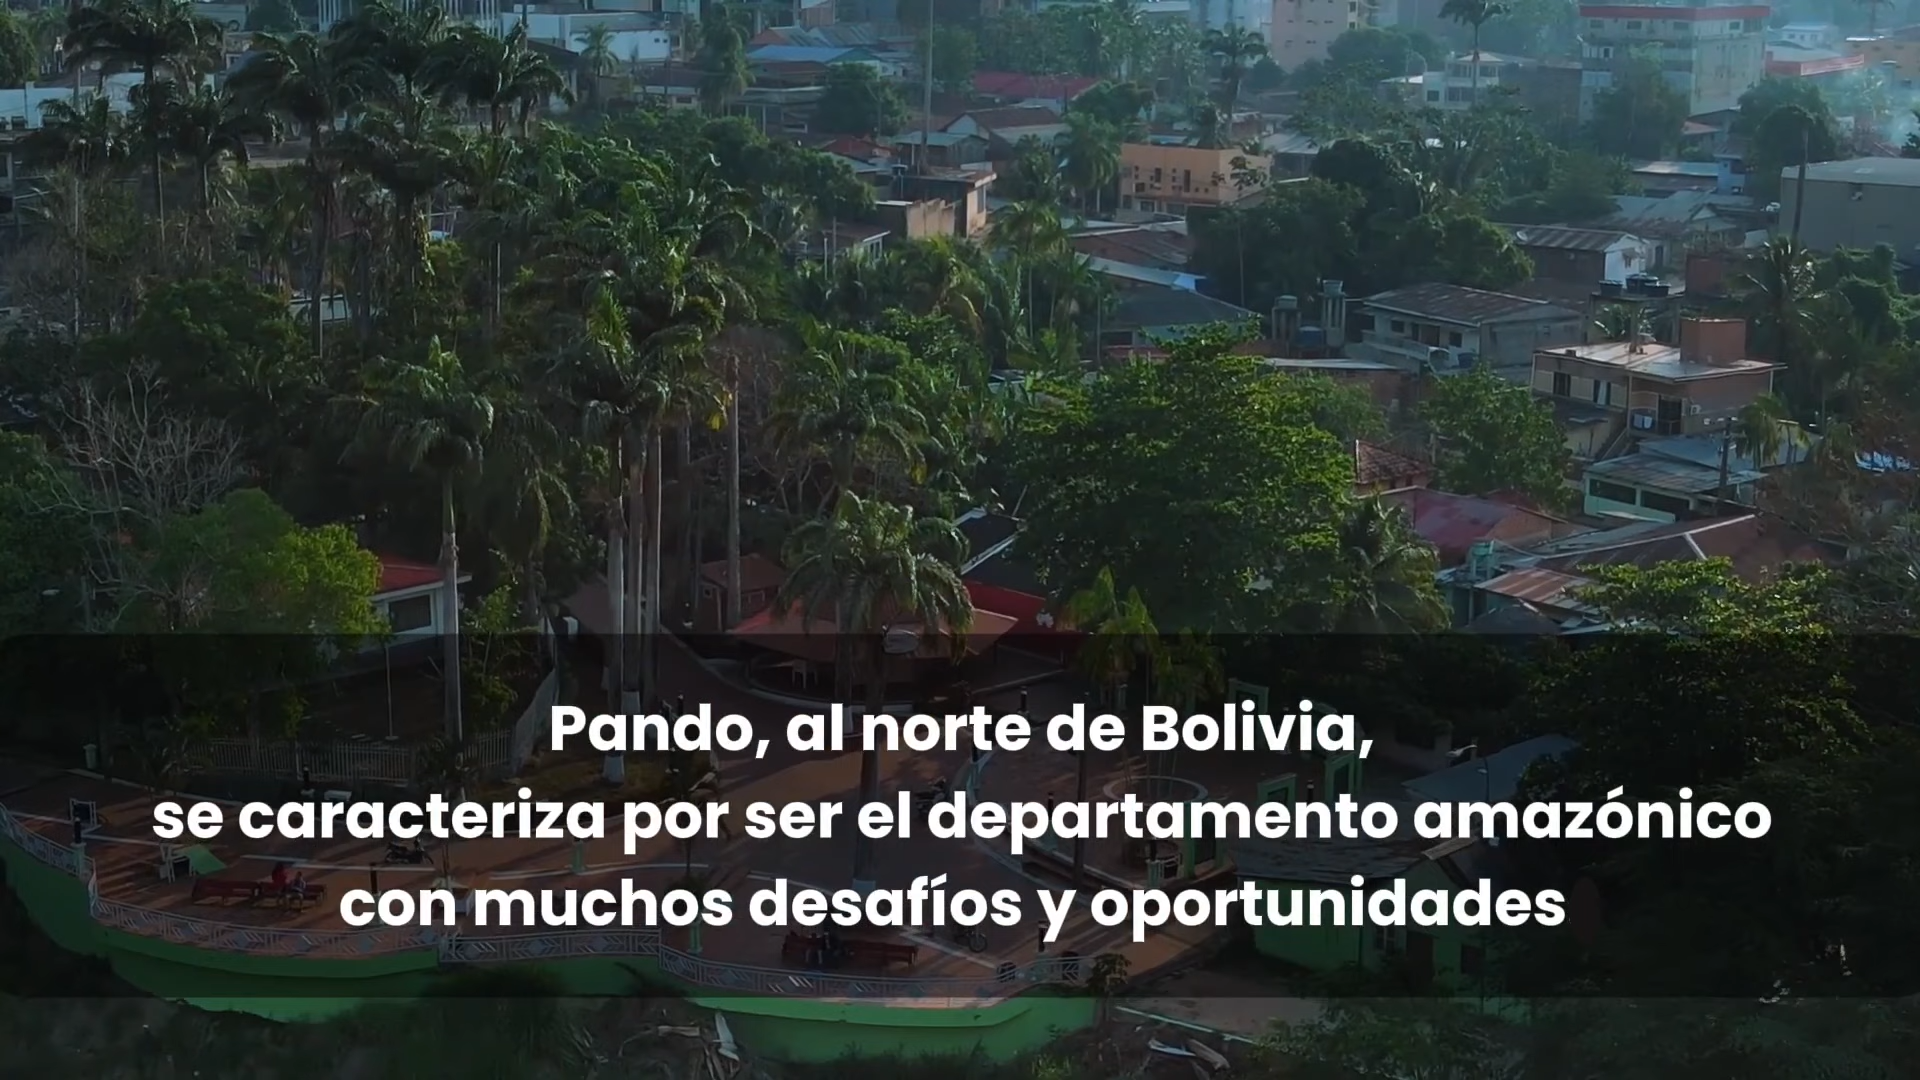 Pando, al norte de Bolivia,
se caracteriza por ser el departamento amazónico
con muchos desafíos y oportunidades